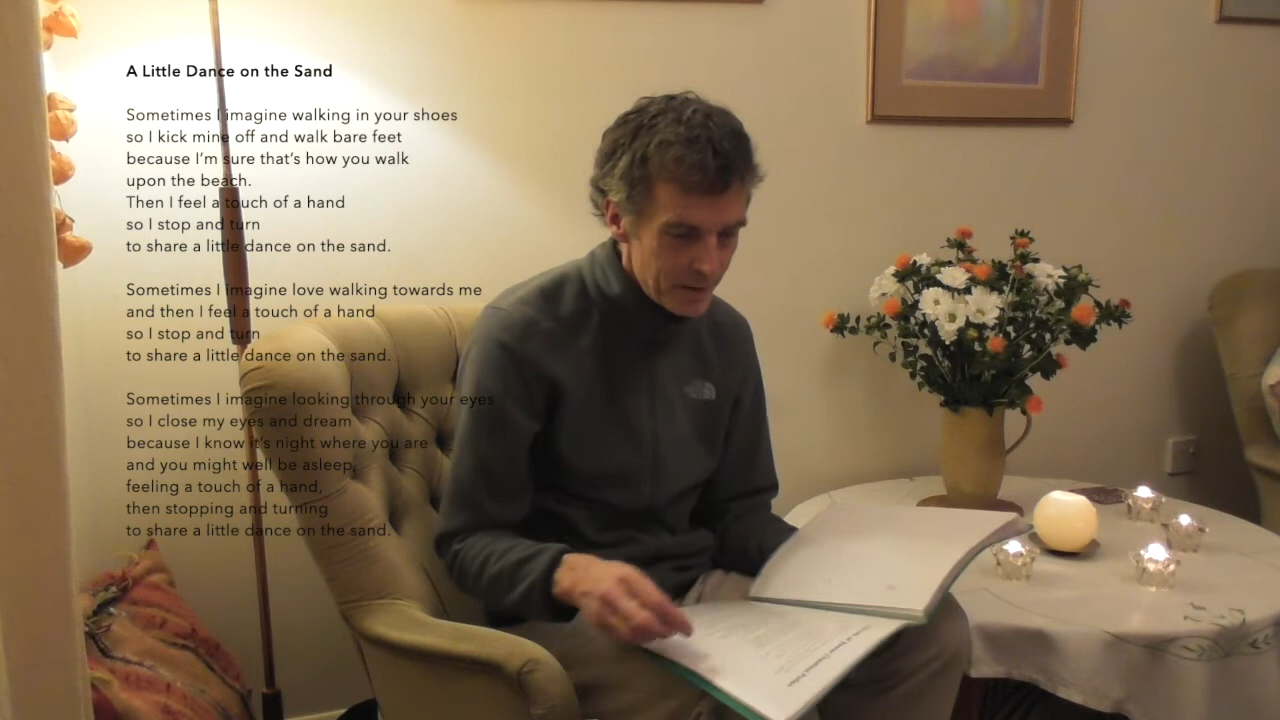 A Little Dance on the Sand
Sometimes I imagine walking in your shoes
so I kick mine off and walk bare feet
because I'm sure that's how you walk
upon the beach.
Then I feel a touch of a hand
so I stop and turn
to share a little dance on the sand.
Sometimes I imagine love walking towards me
and then I feel a touch of a hand
so I stop and turn
to share a little dance on the sand.
Sometimes I imagine looking through your eyes
so I close my eyes and dream
because I know it's night where you are
and you might well be asleep,
feeling a touch of a hand,
then stopping and turning
to share a little dance on the sand.